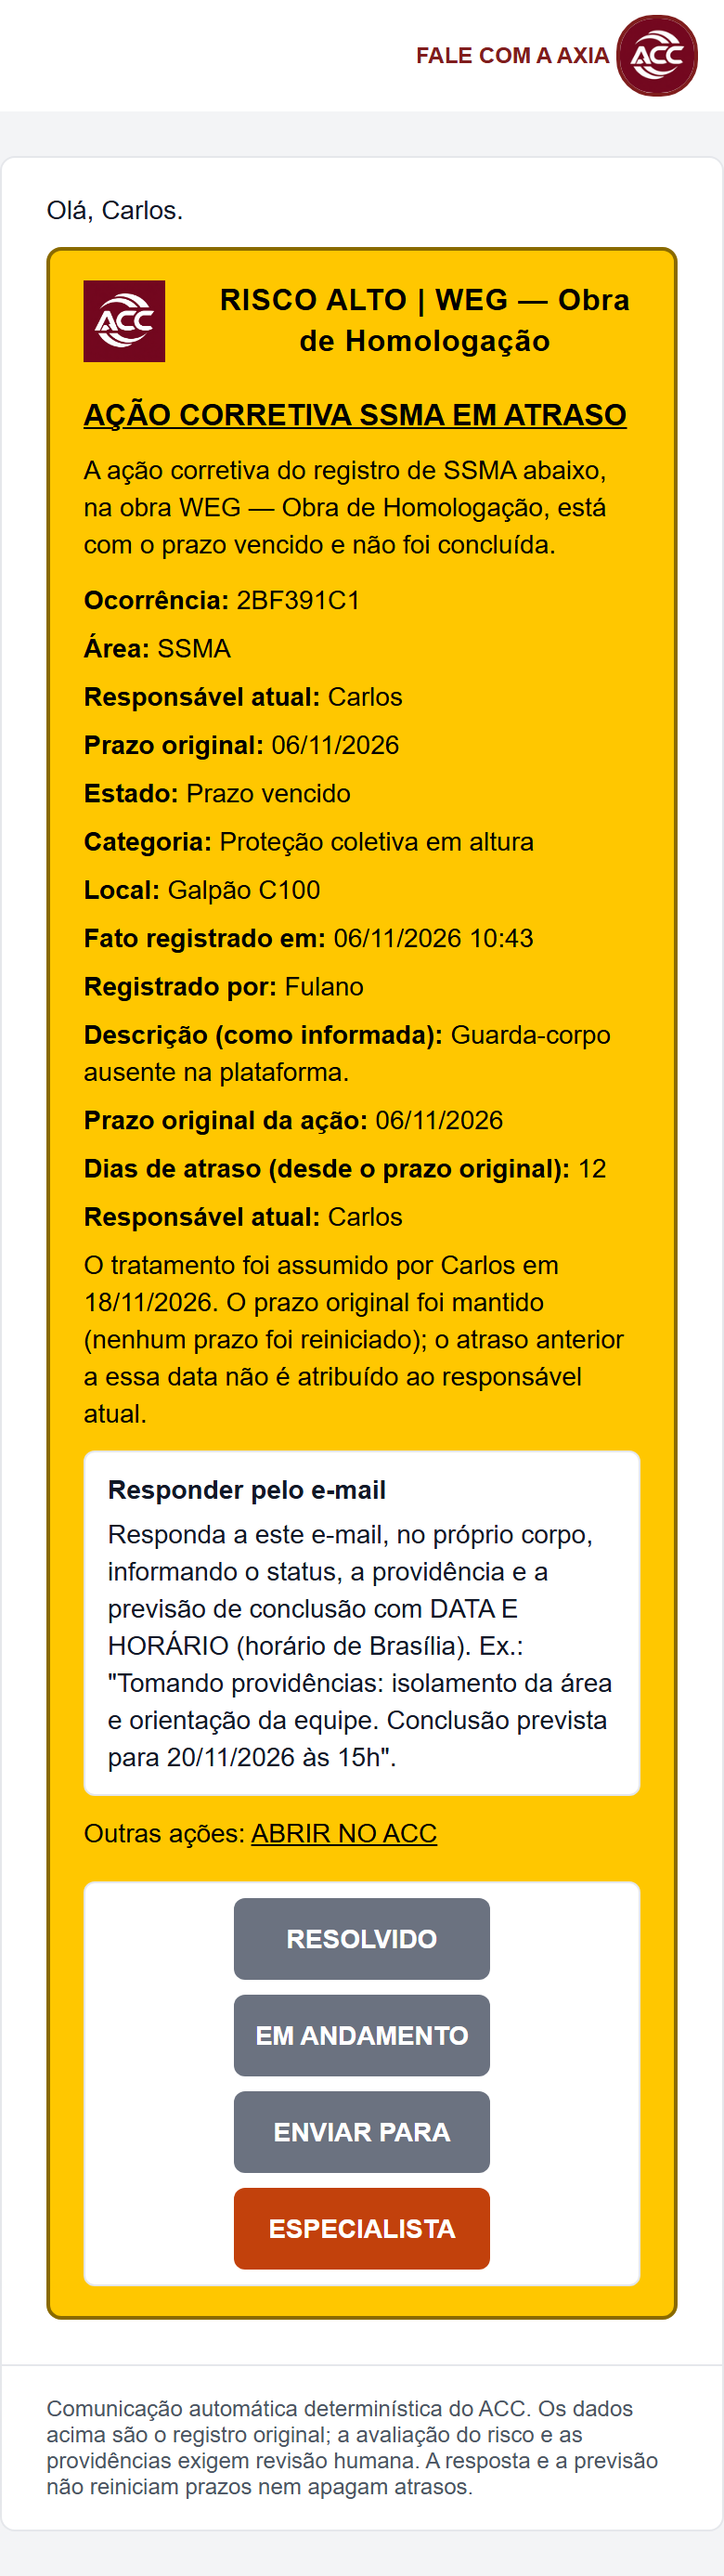 FALE COM A AXIA
ACC
Olá, Carlos.
ACC
RISCO ALTO | WEG — Obra
de Homologação
AÇÃO CORRETIVA SSMA EM ATRASO
A ação corretiva do registro de SSMA abaixo,
na obra WEG — Obra de Homologação, está
com o prazo vencido e não foi concluída.
Ocorrência: 2BF391C1
Área: SSMA
Responsável atual: Carlos
Prazo original: 06/11/2026
Estado: Prazo vencido
Categoria: Proteção coletiva em altura
Local: Galpão C100
Fato registrado em: 06/11/2026 10:43
Registrado por: Fulano
Descrição (como informada): Guarda-corpo
ausente na plataforma.
Prazo original da ação: 06/11/2026
Dias de atraso (desde o prazo original): 12
Responsável atual: Carlos
O tratamento foi assumido por Carlos em
18/11/2026. O prazo original foi mantido
(nenhum prazo foi reiniciado); o atraso anterior
a essa data não é atribuído ao responsável
atual.
Responder pelo e-mail
Responda a este e-mail, no próprio corpo,
informando o status, a providência e a
previsão de conclusão com DATA E
HORÁRIO (horário de Brasília). Ex.:
"Tomando providências: isolamento da área
e orientação da equipe. Conclusão prevista
para 20/11/2026 às 15h".
Outras ações: ABRIR NO ACC
RESOLVIDO
EM ANDAMENTO
ENVIAR PARA
ESPECIALISTA
Comunicação automática determinística do ACC. Os dados
acima são o registro original; a avaliação do risco e as
providências exigem revisão humana. A resposta e a previsão
não reiniciam prazos nem apagam atrasos.